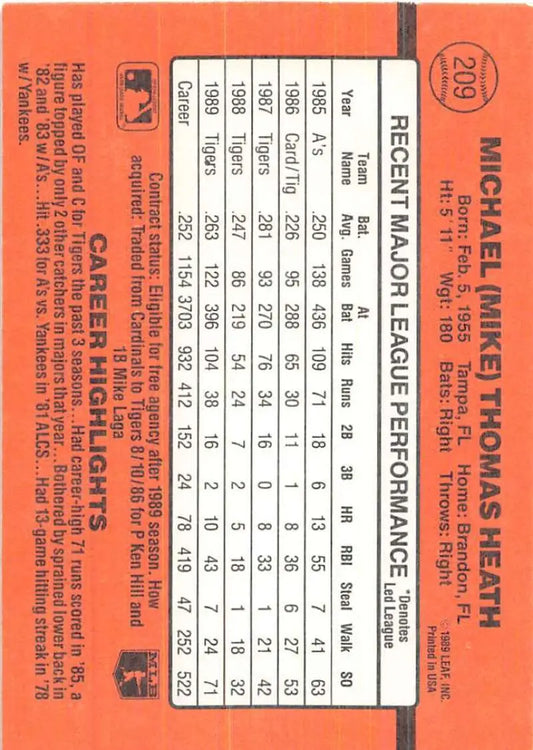 209
MICHAEL (MIKE) THOMAS HEATH
Born: Feb. 5, 1955 Tampa, FL Home: Brandon, FL
Ht: 5' 11" Wgt: 180 Bats: Right Throws: Right
© 1989 LEAF, INC.
Printed in USA
RECENT MAJOR LEAGUE PERFORMANCE
*Denotes
Led League
Year Team Name Bat. Avg. Games At Bat Hits Runs 2B 3B HR RBI Steal Walk SO
1985 A's .250 138 436 109 71 18 6 13 55 7 41 63
1986 Card/Tig .226 95 288 65 30 11 1 8 36 6 27 53
1987 Tigers .281 93 270 76 34 16 0 8 33 1 21 42
1988 Tigers .247 86 219 54 24 7 2 5 18 1 18 32
1989 Tigers .263 122 396 104 38 16 2 10 43 7 24 71
Career .252 1154 3703 932 412 152 24 78 419 47 252 522
Contract status: Eligible for free agency after 1989 season. How
acquired: Traded from Cardinals to Tigers 8/10/86 for P Ken Hill and
1B Mike Laga
MLB
CAREER HIGHLIGHTS
Has played OF and C for Tigers the past 3 seasons...Had career-high 71 runs scored in '85, a
figure topped by only 2 other catchers in majors that year... Bothered by sprained lower back in
'82 and '83 w/A's...Hit .333 for A's vs. Yankees in '81 ALCS...Had 13-game hitting streak in '78
w/Yankees.